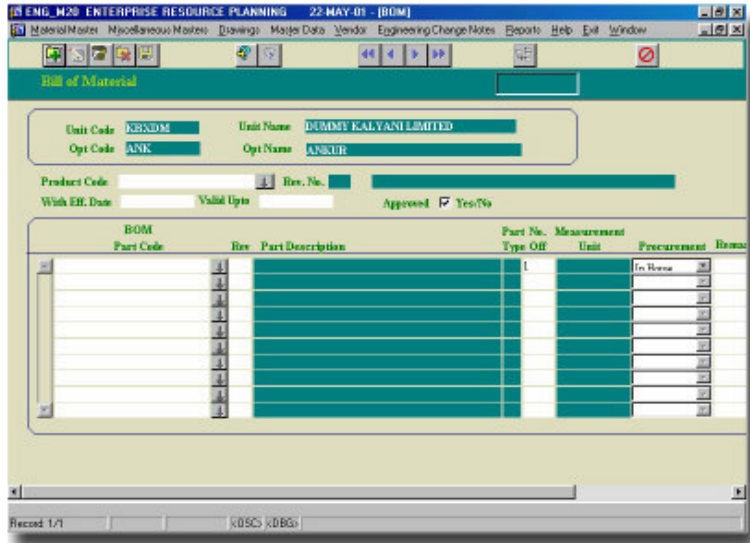 ENG_M20 ENTERPRISE RESOURCE PLANNING 22-MAY-01 - [BOM]
Material Master Miscellaneous Masters Drawings Master Data Vendor Engineering Change Notes Reports Help Exit Window
Bill of Material
Unit Code KBXDM Unit Name DUMMY KALYANI LIMITED
Opt Code ANK Opt Name ANKUR
Product Code Rev. No.
With Eff. Date Valid Upto Approved Yes/No
BOM Part No. Measurement
Part Code Rev Part Description Type Off Unit Procurement Remar
1 In House
Record: 1/1 <OSC> <DBG>